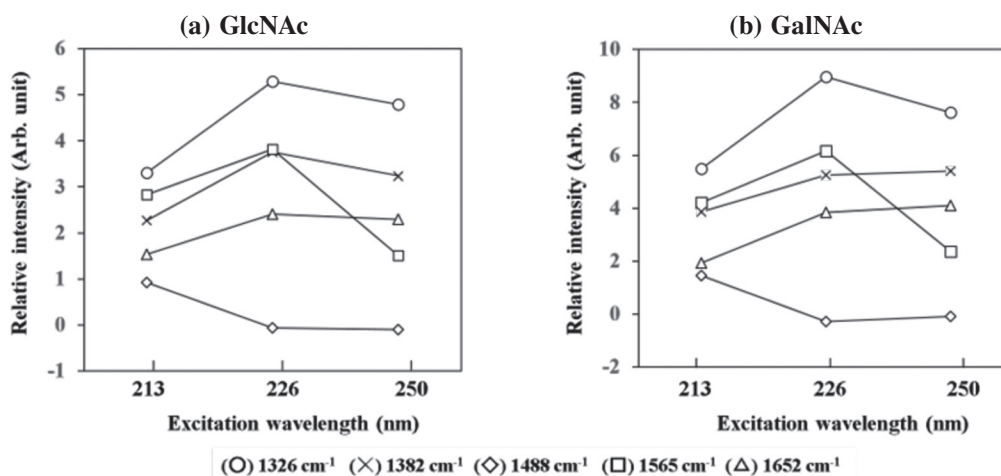 (a) GlcNAc
(b) GalNAc
Relative intensity (Arb. unit)
6
5
4
3
2
1
0
-1
213 226 250
Excitation wavelength (nm)
Relative intensity (Arb. unit)
10
8
6
4
2
0
-2
213 226 250
Excitation wavelength (nm)
(○) 1326 cm⁻¹ (×) 1382 cm⁻¹ (◇) 1488 cm⁻¹ (□) 1565 cm⁻¹ (△) 1652 cm⁻¹